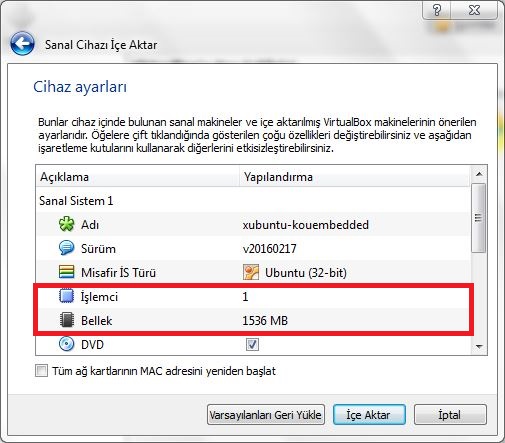 Sanal Cihazı İçe Aktar
Cihaz ayarları
Bunlar cihaz içinde bulunan sanal makineler ve içe aktarılmış VirtualBox makinelerinin önerilen
ayarlarıdır. Öğelere çift tıklandığında gösterilen çoğu özellikleri değiştirebilirsiniz ve aşağıdan
işaretleme kutularını kullanarak diğerlerini etkisizleştirebilirsiniz.
Açıklama Yapılandırma
Sanal Sistem 1
Adı xubuntu-kouembedded
Sürüm v20160217
Misafir İS Türü Ubuntu (32-bit)
İşlemci 1
Bellek 1536 MB
DVD
Tüm ağ kartlarının MAC adresini yeniden başlat
Varsayılanları Geri Yükle İçe Aktar İptal